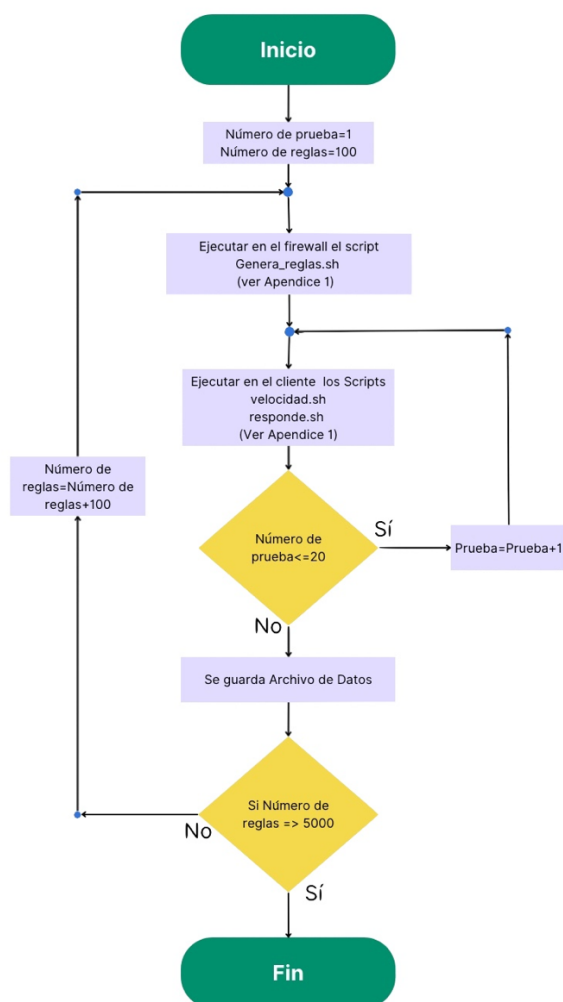 Inicio
Número de prueba=1
Número de reglas=100
Ejecutar en el firewall el script
Genera_reglas.sh
(ver Apendice 1)
Ejecutar en el cliente los Scripts
velocidad.sh
responde.sh
(Ver Apendice 1)
Número de
reglas=Número de
reglas+100
Número de
prueba<=20
Sí
Prueba=Prueba+1
No
Se guarda Archivo de Datos
Si Número de
reglas => 5000
No
Sí
Fin